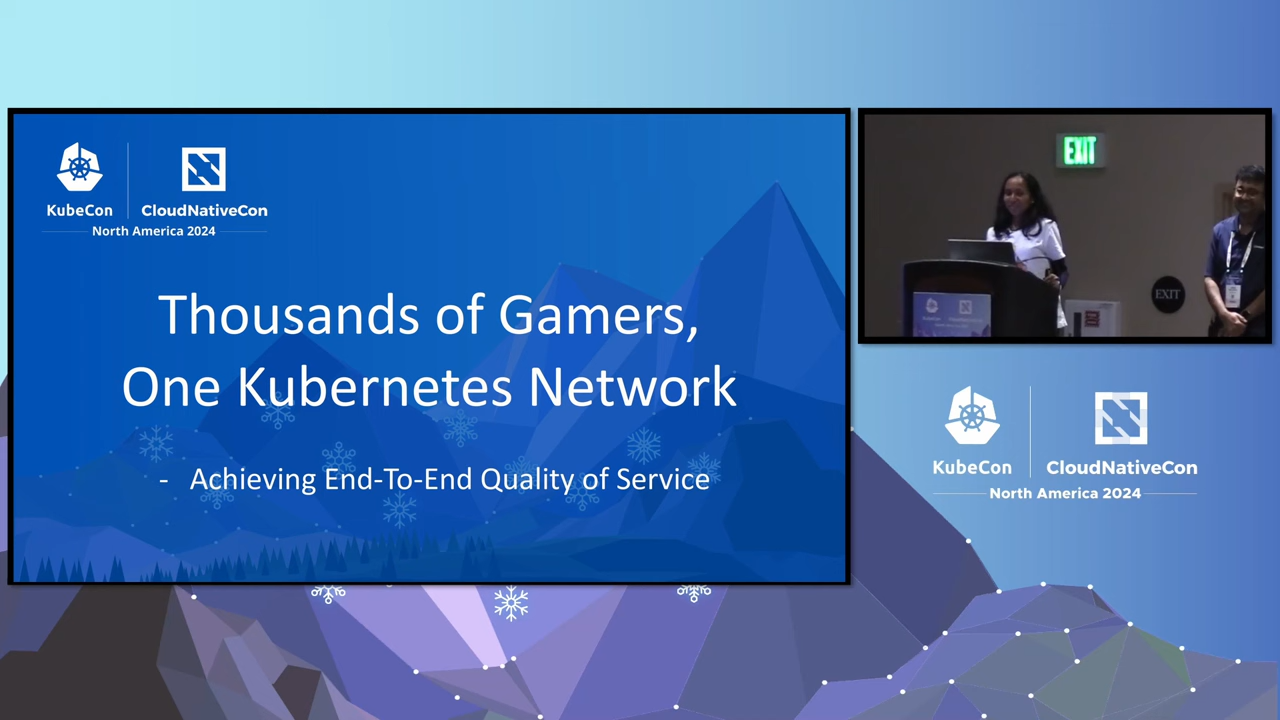 KubeCon
CloudNativeCon
North America 2024
Thousands of Gamers,
One Kubernetes Network
- Achieving End-To-End Quality of Service
EXIT
EXIT
KubeCon
CloudNativeCon
North America 2024